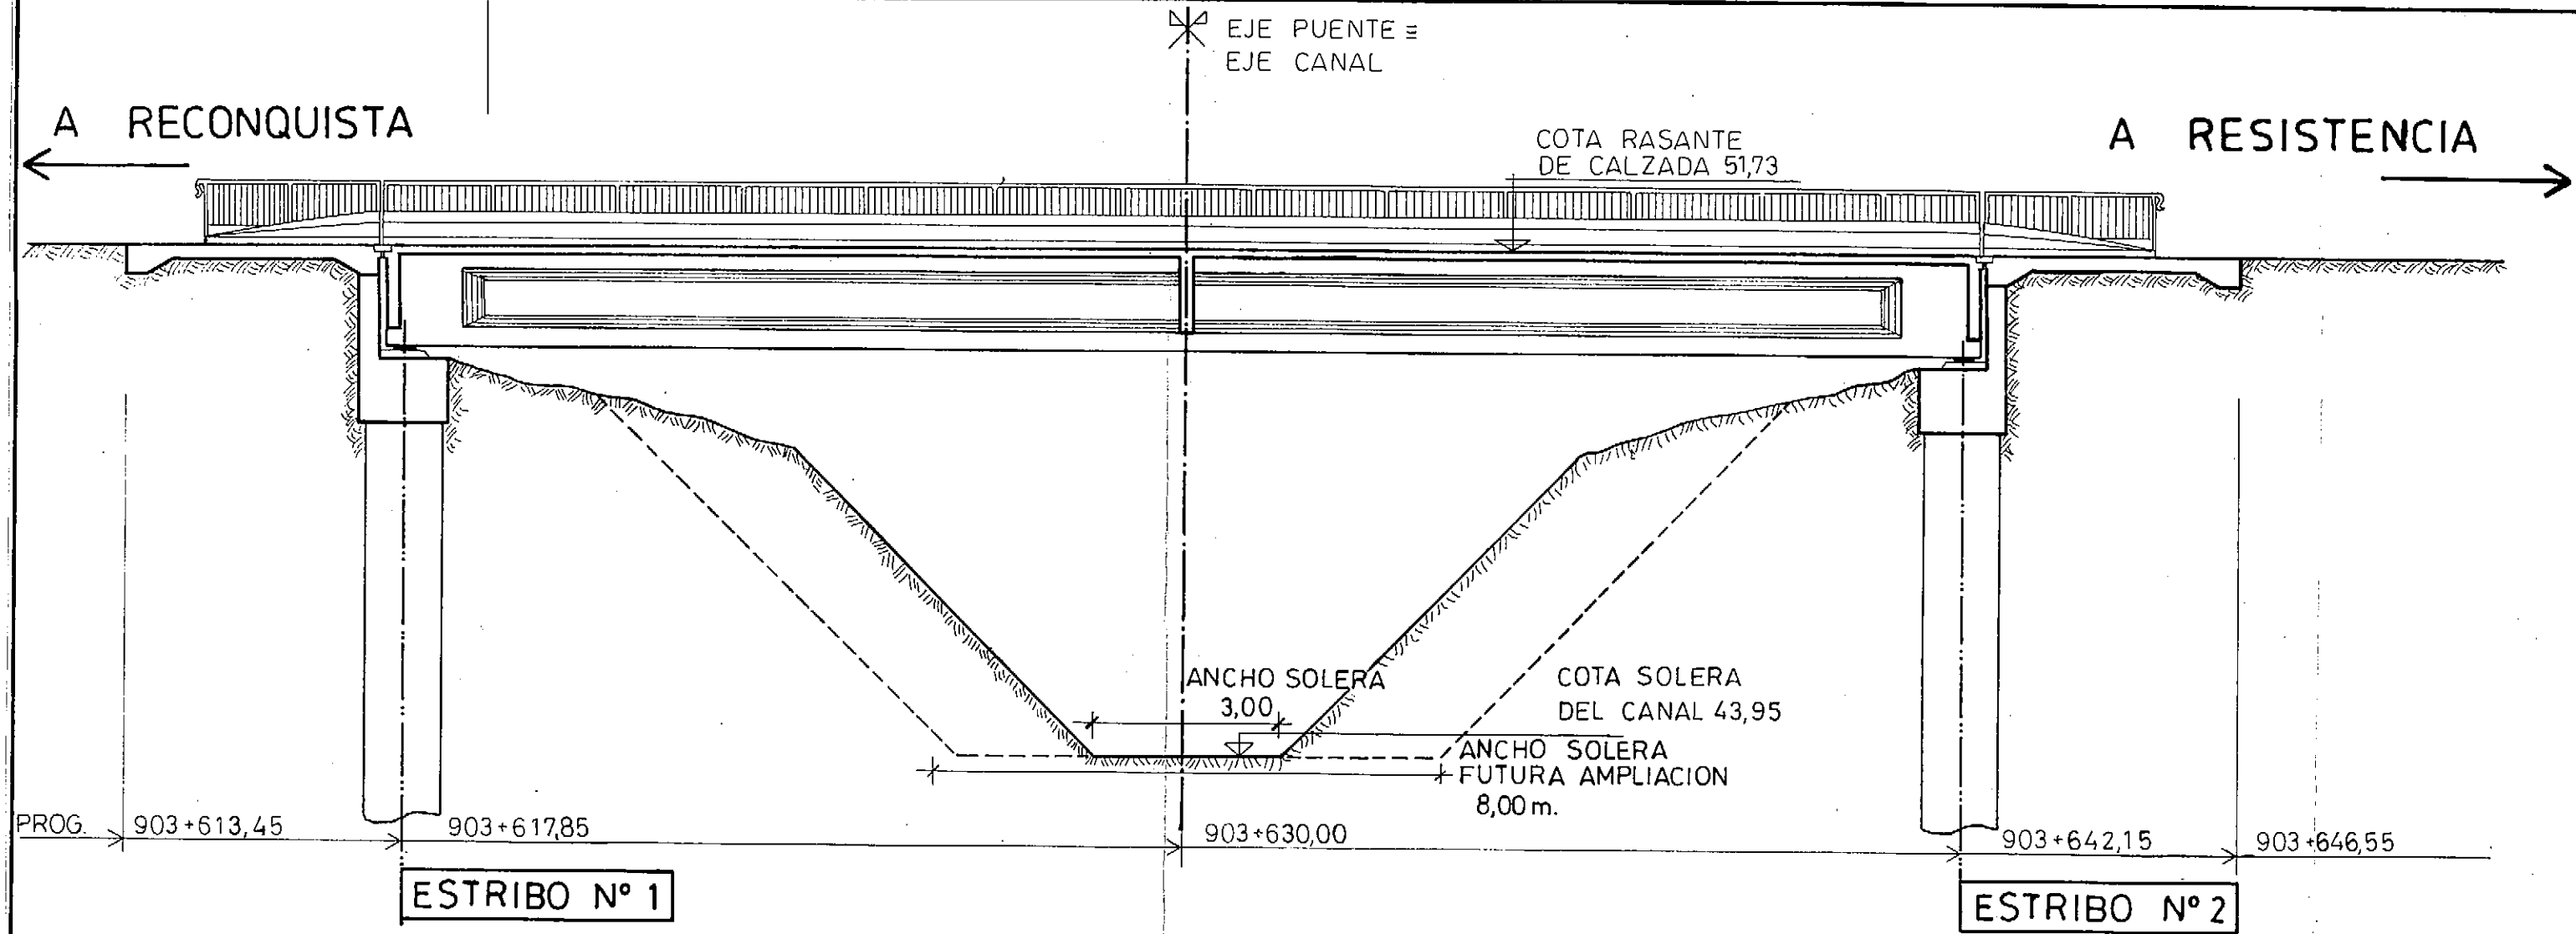 EJE PUENTE ≡
EJE CANAL
A RECONQUISTA
A RESISTENCIA
COTA RASANTE
DE CALZADA 51,73
ANCHO SOLERA
3,00
COTA SOLERA
DEL CANAL 43,95
ANCHO SOLERA
FUTURA AMPLIACION
8,00 m.
PROG. 903+613,45 903+617,85 903+630,00 903+642,15 903+646,55
ESTRIBO Nº 1
ESTRIBO Nº 2